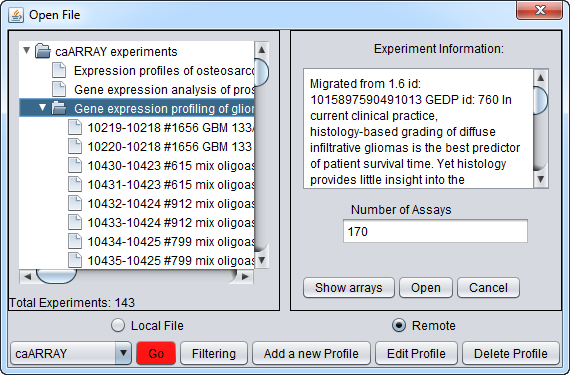 Open File
caARRAY experiments
Expression profiles of osteosarc
Gene expression analysis of pros
Gene expression profiling of glio
10219-10218 #1656 GBM 133A
10220-10218 #1656 GBM 133
10430-10423 #615 mix oligoas
10431-10423 #615 mix oligoas
10432-10424 #912 mix oligoas
10433-10424 #912 mix oligoas
10434-10425 #799 mix oligoas
10435-10425 #799 mix oligoas
Total Experiments: 143
Experiment Information:
Migrated from 1.6 id:
1015897590491013 GEDP id: 760 In
current clinical practice,
histology-based grading of diffuse
infiltrative gliomas is the best predictor
of patient survival time. Yet histology
provides little insight into the
Number of Assays
170
Show arrays Open Cancel
Local File Remote
caARRAY Go Filtering Add a new Profile Edit Profile Delete Profile